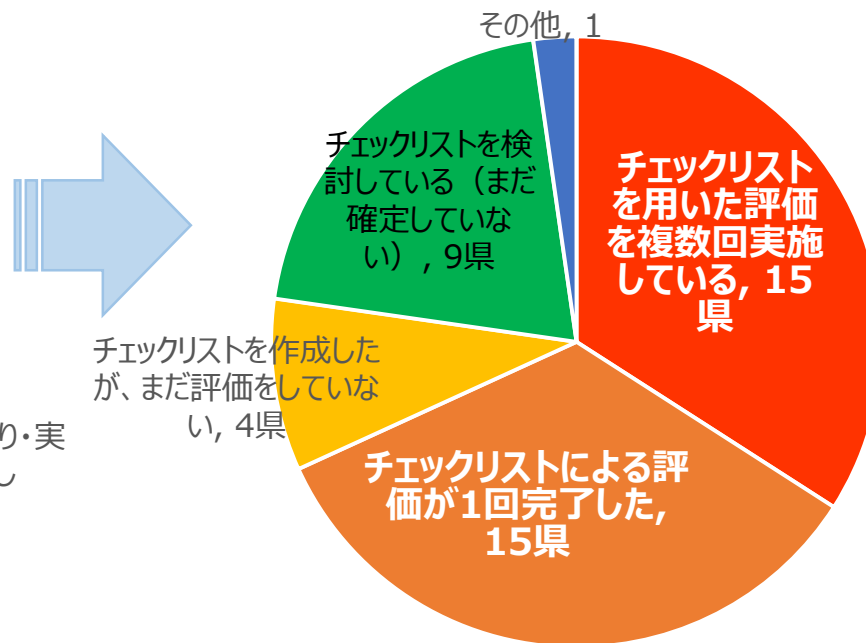 その他, 1
チェックリストを検
討している（まだ
確定していな
い）, 9県
チェックリスト
を用いた評価
を複数回実施
している, 15
県
チェックリストを作成した
が、まだ評価をしていな
い, 4県
り・実
チェックリストによる評
価が1回完了した,
15県